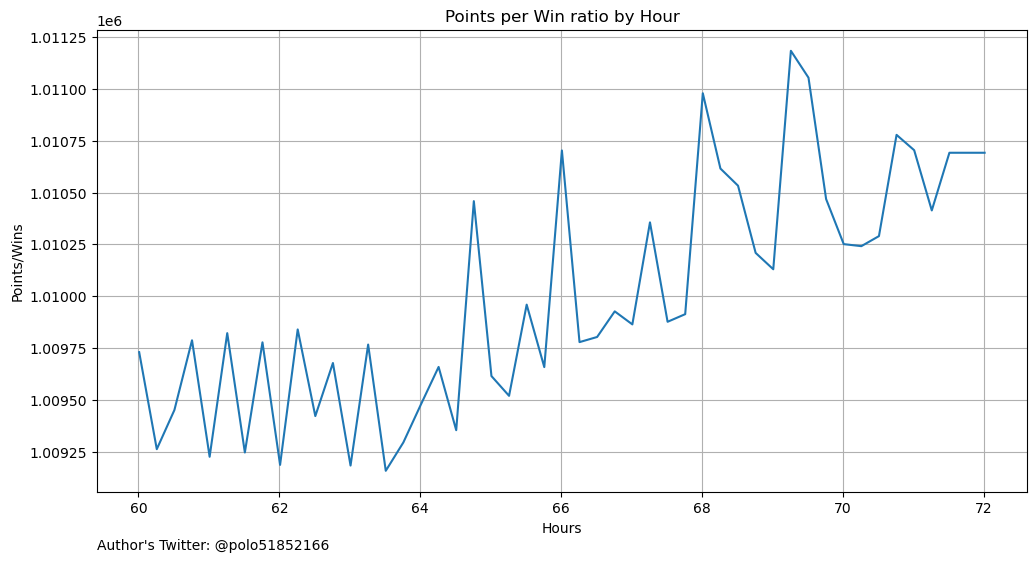 Points per Win ratio by Hour
1e6
1.01125
1.01100
1.01075
1.01050
1.01025
1.01000
1.00975
1.00950
1.00925
Points/Wins
60 62 64 66 68 70 72
Hours
Author's Twitter: @polo51852166